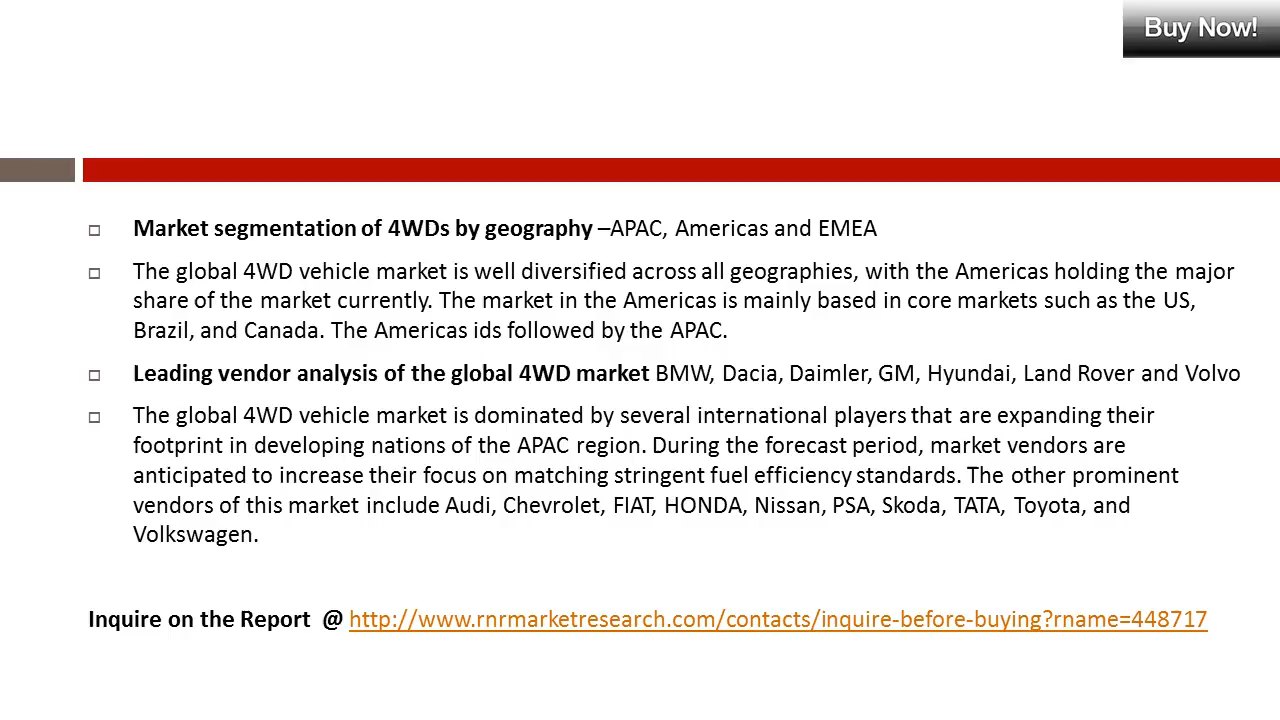 Buy Now!
Market segmentation of 4WDs by geography –APAC, Americas and EMEA
The global 4WD vehicle market is well diversified across all geographies, with the Americas holding the major
share of the market currently. The market in the Americas is mainly based in core markets such as the US,
Brazil, and Canada. The Americas ids followed by the APAC.
Leading vendor analysis of the global 4WD market BMW, Dacia, Daimler, GM, Hyundai, Land Rover and Volvo
The global 4WD vehicle market is dominated by several international players that are expanding their
footprint in developing nations of the APAC region. During the forecast period, market vendors are
anticipated to increase their focus on matching stringent fuel efficiency standards. The other prominent
vendors of this market include Audi, Chevrolet, FIAT, HONDA, Nissan, PSA, Skoda, TATA, Toyota, and
Volkswagen.
Inquire on the Report @ http://www.rnrmarketresearch.com/contacts/inquire-before-buying?rname=448717